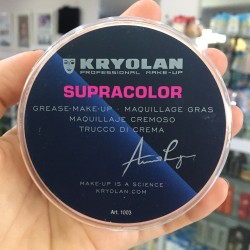 KRYOLAN
PROFESSIONAL MAKE-UP
SUPRACOLOR
GREASE-MAKE-UP · MAQUILLAGE GRAS
MAQUILLAJE CREMOSO
TRUCCO DI CREMA
MAKE-UP IS A SCIENCE
KRYOLAN.COM
Art. 1003